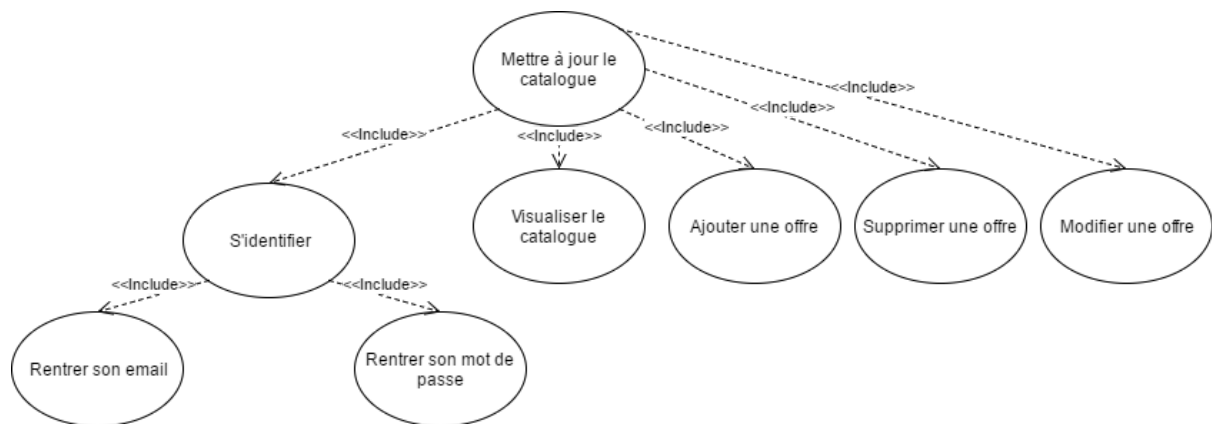 Mettre à jour le
catalogue
<<Include>>
<<Include>>
<<Include>>
<<Include>>
<<Include>>
S'identifier
Visualiser le
catalogue
Ajouter une offre
Supprimer une offre
Modifier une offre
<<Include>>
<<Include>>
Rentrer son email
Rentrer son mot de
passe